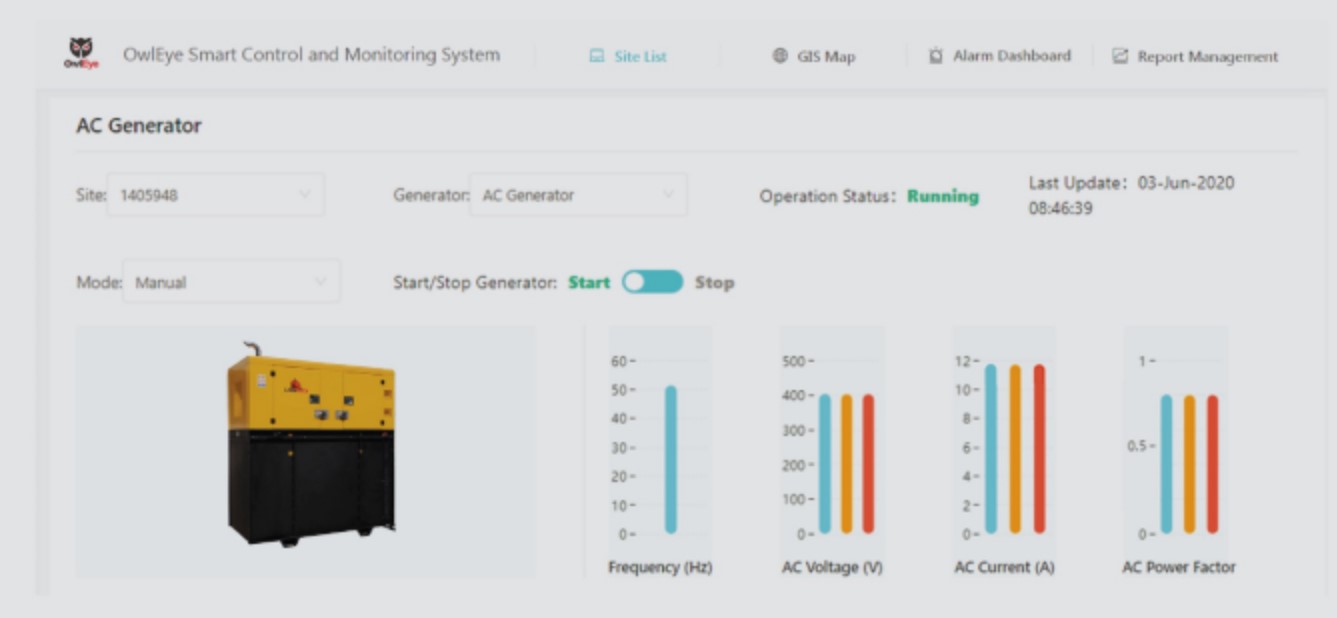 OwlEye
OwlEye Smart Control and Monitoring System
Site List
GIS Map
Alarm Dashboard
Report Management
AC Generator
Site: 1405948
Generator: AC Generator
Operation Status: Running
Last Update: 03-Jun-2020
08:46:39
Mode: Manual
Start/Stop Generator: Start Stop
60
50
40
30
20
10
0
Frequency (Hz)
500
400
300
200
100
0
AC Voltage (V)
12
10
8
6
4
2
0
AC Current (A)
1
0.5
0
AC Power Factor